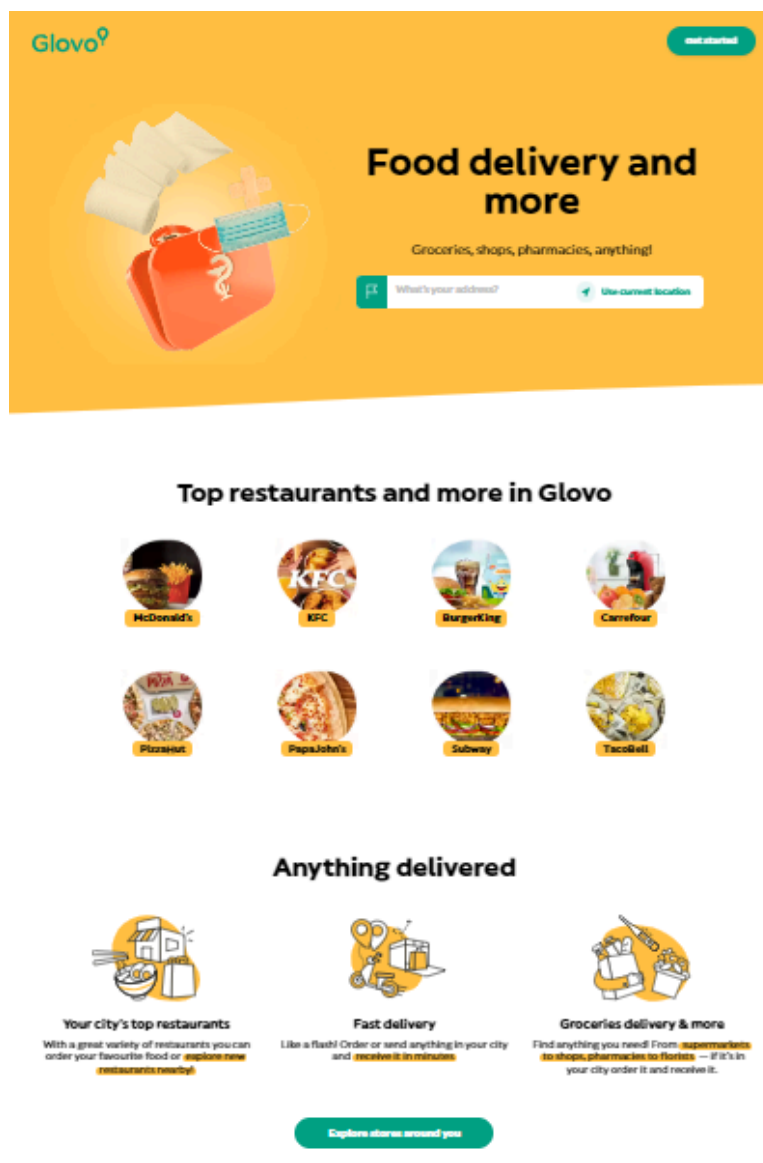 Glovo
Get started
Food delivery and
more
Groceries, shops, pharmacies, anything!
What's your address?
Use current location
Top restaurants and more in Glovo
KFC
McDonald's
KFC
BurgerKing
Carrefour
PizzaHut
PapaJohn's
Subway
TacoBell
Anything delivered
Your city's top restaurants
With a great variety of restaurants you can
order your favourite food or explore new
restaurants nearby!
Fast delivery
Like a flash! Order or send anything in your city
and receive it in minutes
Groceries delivery & more
Find anything you need! From supermarkets
to shops, pharmacies to florists — if it's in
your city order it and receive it.
Explore stores around you